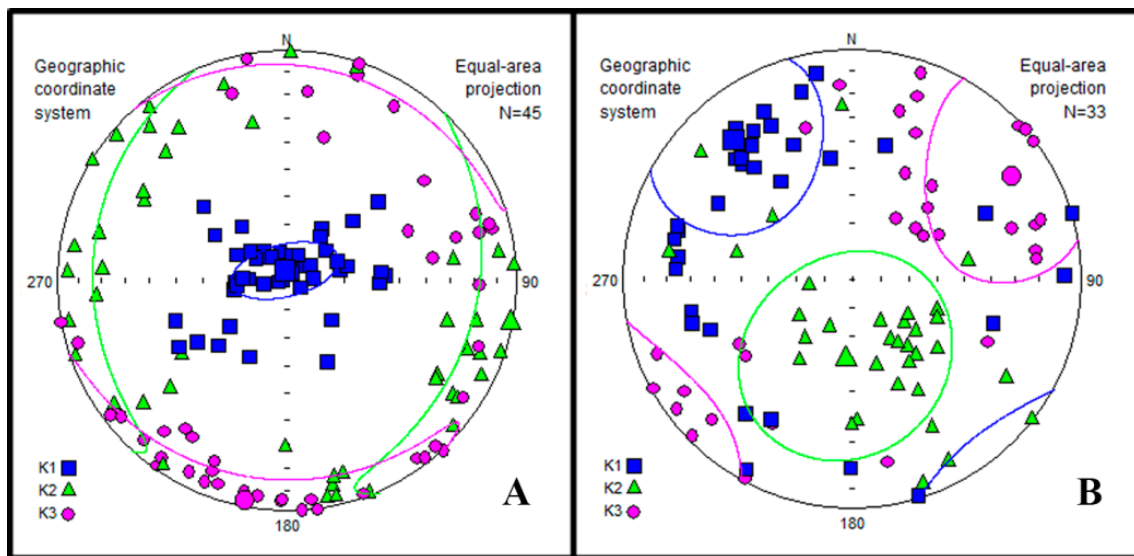 Geographic
coordinate
system
N
Equal-area
projection
N=45
270
90
K1
K2
K3
180
A
Geographic
coordinate
system
N
Equal-area
projection
N=33
270
90
K1
K2
K3
180
B